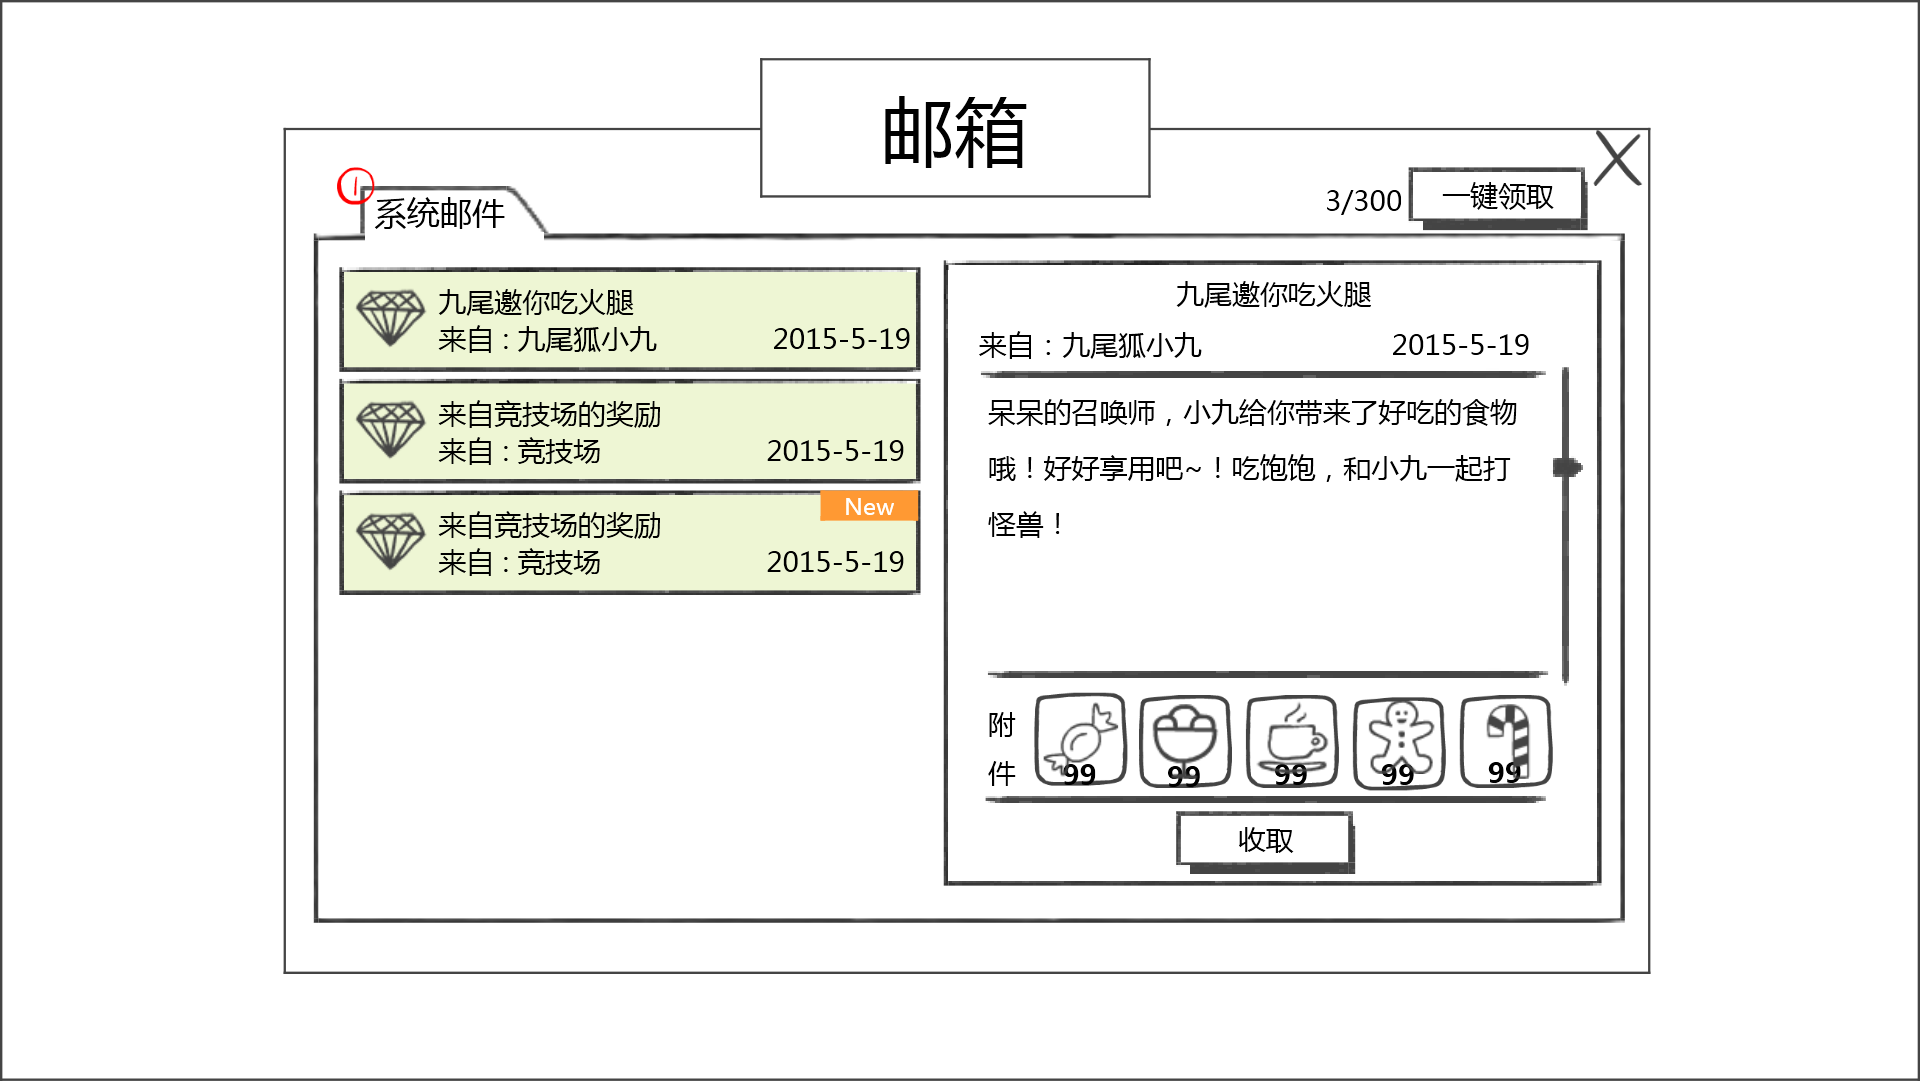 邮箱
1
系统邮件
3/300
一键领取
九尾邀你吃火腿
来自:九尾狐小九 2015-5-19
来自竞技场的奖励
来自:竞技场 2015-5-19
New
来自竞技场的奖励
来自:竞技场 2015-5-19
九尾邀你吃火腿
来自:九尾狐小九 2015-5-19
呆呆的召唤师,小九给你带来了好吃的食物
哦!好好享用吧~!吃饱饱,和小九一起打
怪兽!
附
件
99 99 99 99 99
收取